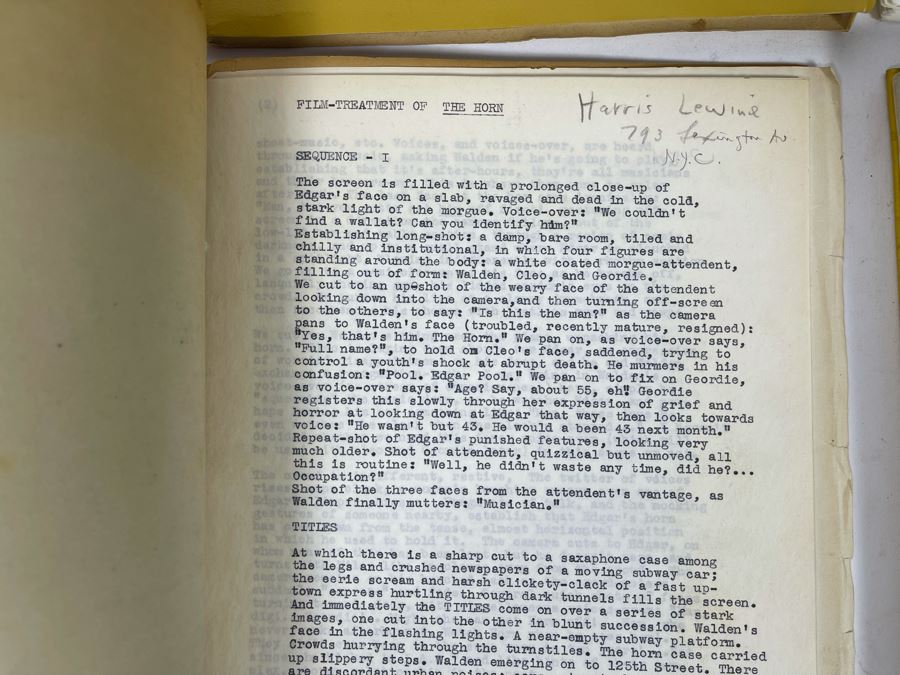 FILM-TREATMENT OF THE HORN
Harris Lewine
793 Lexington Av.
N.Y.C.
SEQUENCE - I
The screen is filled with a prolonged close-up of
Edgar's face on a slab, ravaged and dead in the cold,
stark light of the morgue. Voice-over: "We couldn't
find a wallat? Can you identify him?"
Establishing long-shot: a damp, bare room, tiled and
chilly and institutional, in which four figures are
standing around the body: a white coated morgue-attendent,
filling out of form: Walden, Cleo, and Geordie.
We cut to an up-shot of the weary face of the attendent
looking down into the camera,and then turning off-screen
to the others, to say: "Is this the man?" as the camera
pans to Walden's face (troubled, recently mature, resigned):
"Yes, that's him. The Horn." We pan on, as voice-over says,
"Full name?", to hold on Cleo's face, saddened, trying to
control a youth's shock at abrupt death. He murmers in his
confusion: "Pool. Edgar Pool." We pan on to fix on Geordie,
as voice-over says: "Age? Say, about 55, eh?" Geordie
registers this slowly through her expression of grief and
horror at looking down at Edgar that way, then looks towards
voice: "He wasn't but 43. He would a been 43 next month."
Repeat-shot of Edgar's punished features, looking very
much older. Shot of attendent, quizzical but unmoved, all
this is routine: "Well, he didn't waste any time, did he?...
Occupation?"
Shot of the three faces from the attendent's vantage, as
Walden finally mutters: "Musician."
TITLES
At which there is a sharp cut to a saxaphone case among
the legs and crushed newspapers of a moving subway car;
the eerie scream and harsh clickety-clack of a fast up-
town express hurtling through dark tunnels fills the screen.
And immediately the TITLES come on over a series of stark
images, one cut into the other in blunt succession. Walden's
face in the flashing lights. A near-empty subway platform.
Crowds hurrying through the turnstiles. The horn case carried
up slippery steps. Walden emerging on to 125th Street. There
are discordant urban noises: